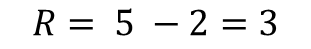 R = 5 − 2 = 3